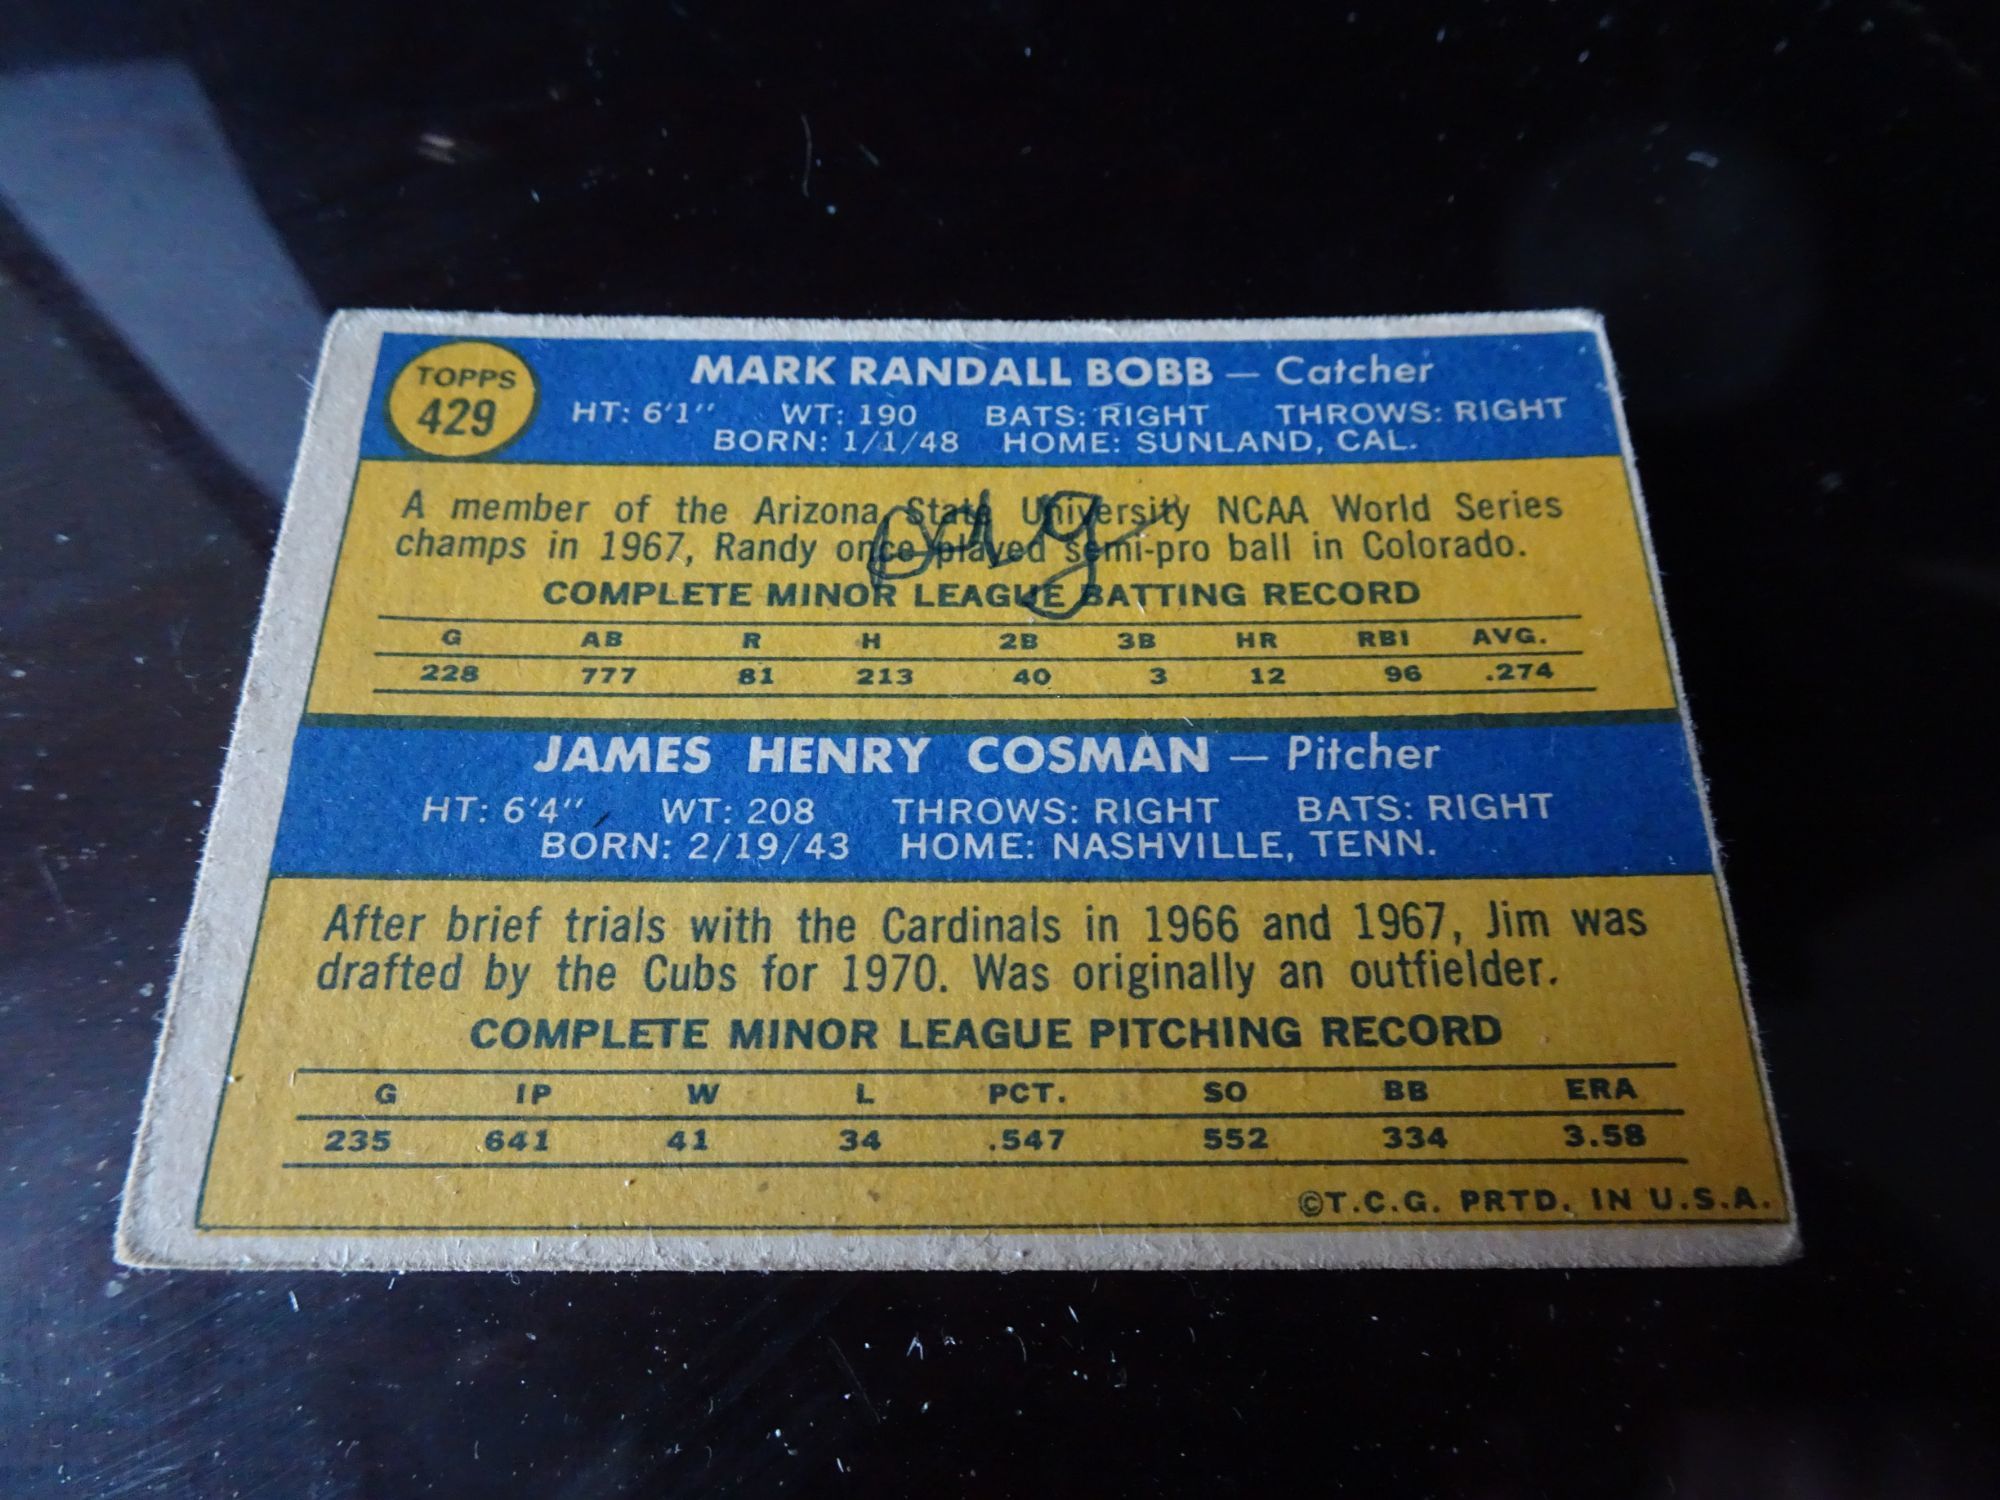 TOPPS
429
MARK RANDALL BOBB — Catcher
HT: 6'1" WT: 190 BATS: RIGHT THROWS: RIGHT
BORN: 1/1/48 HOME: SUNLAND, CAL.
A member of the Arizona State University NCAA World Series
champs in 1967, Randy once played semi-pro ball in Colorado.
COMPLETE MINOR LEAGUE BATTING RECORD
G AB R H 2B 3B HR RBI AVG.
228 777 81 213 40 3 12 96 .274
JAMES HENRY COSMAN — Pitcher
HT: 6'4" WT: 208 THROWS: RIGHT BATS: RIGHT
BORN: 2/19/43 HOME: NASHVILLE, TENN.
After brief trials with the Cardinals in 1966 and 1967, Jim was
drafted by the Cubs for 1970. Was originally an outfielder.
COMPLETE MINOR LEAGUE PITCHING RECORD
G IP W L PCT. SO BB ERA
235 641 41 34 .547 552 334 3.58
©T.C.G. PRTD. IN U.S.A.